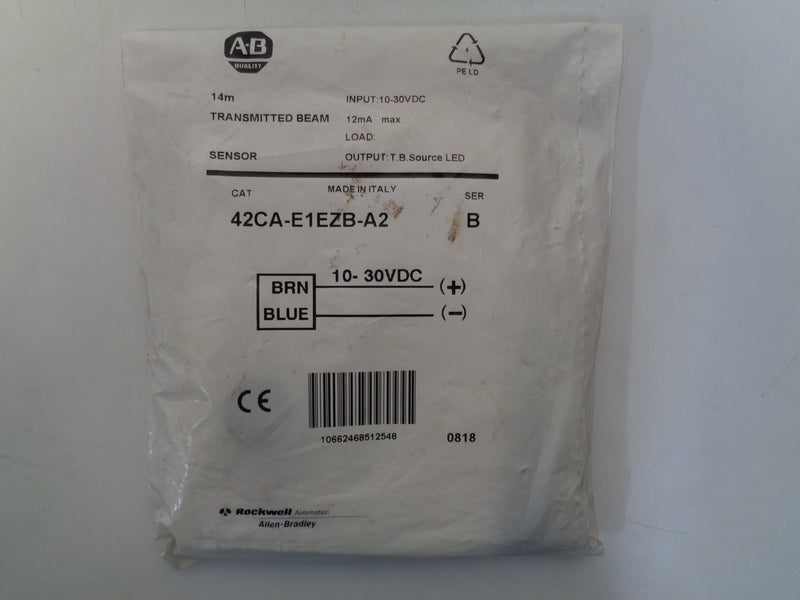 A-B
QUALITY
4
PE LD
14m INPUT:10-30VDC
TRANSMITTED BEAM 12mA max.
LOAD:
SENSOR OUTPUT:T.B.Source LED
MADE IN ITALY
CAT SER
42CA-E1EZB-A2 B
BRN 10- 30VDC (+)
BLUE (−)
CE
10662468512548
0818
Rockwell Automation
Allen-Bradley